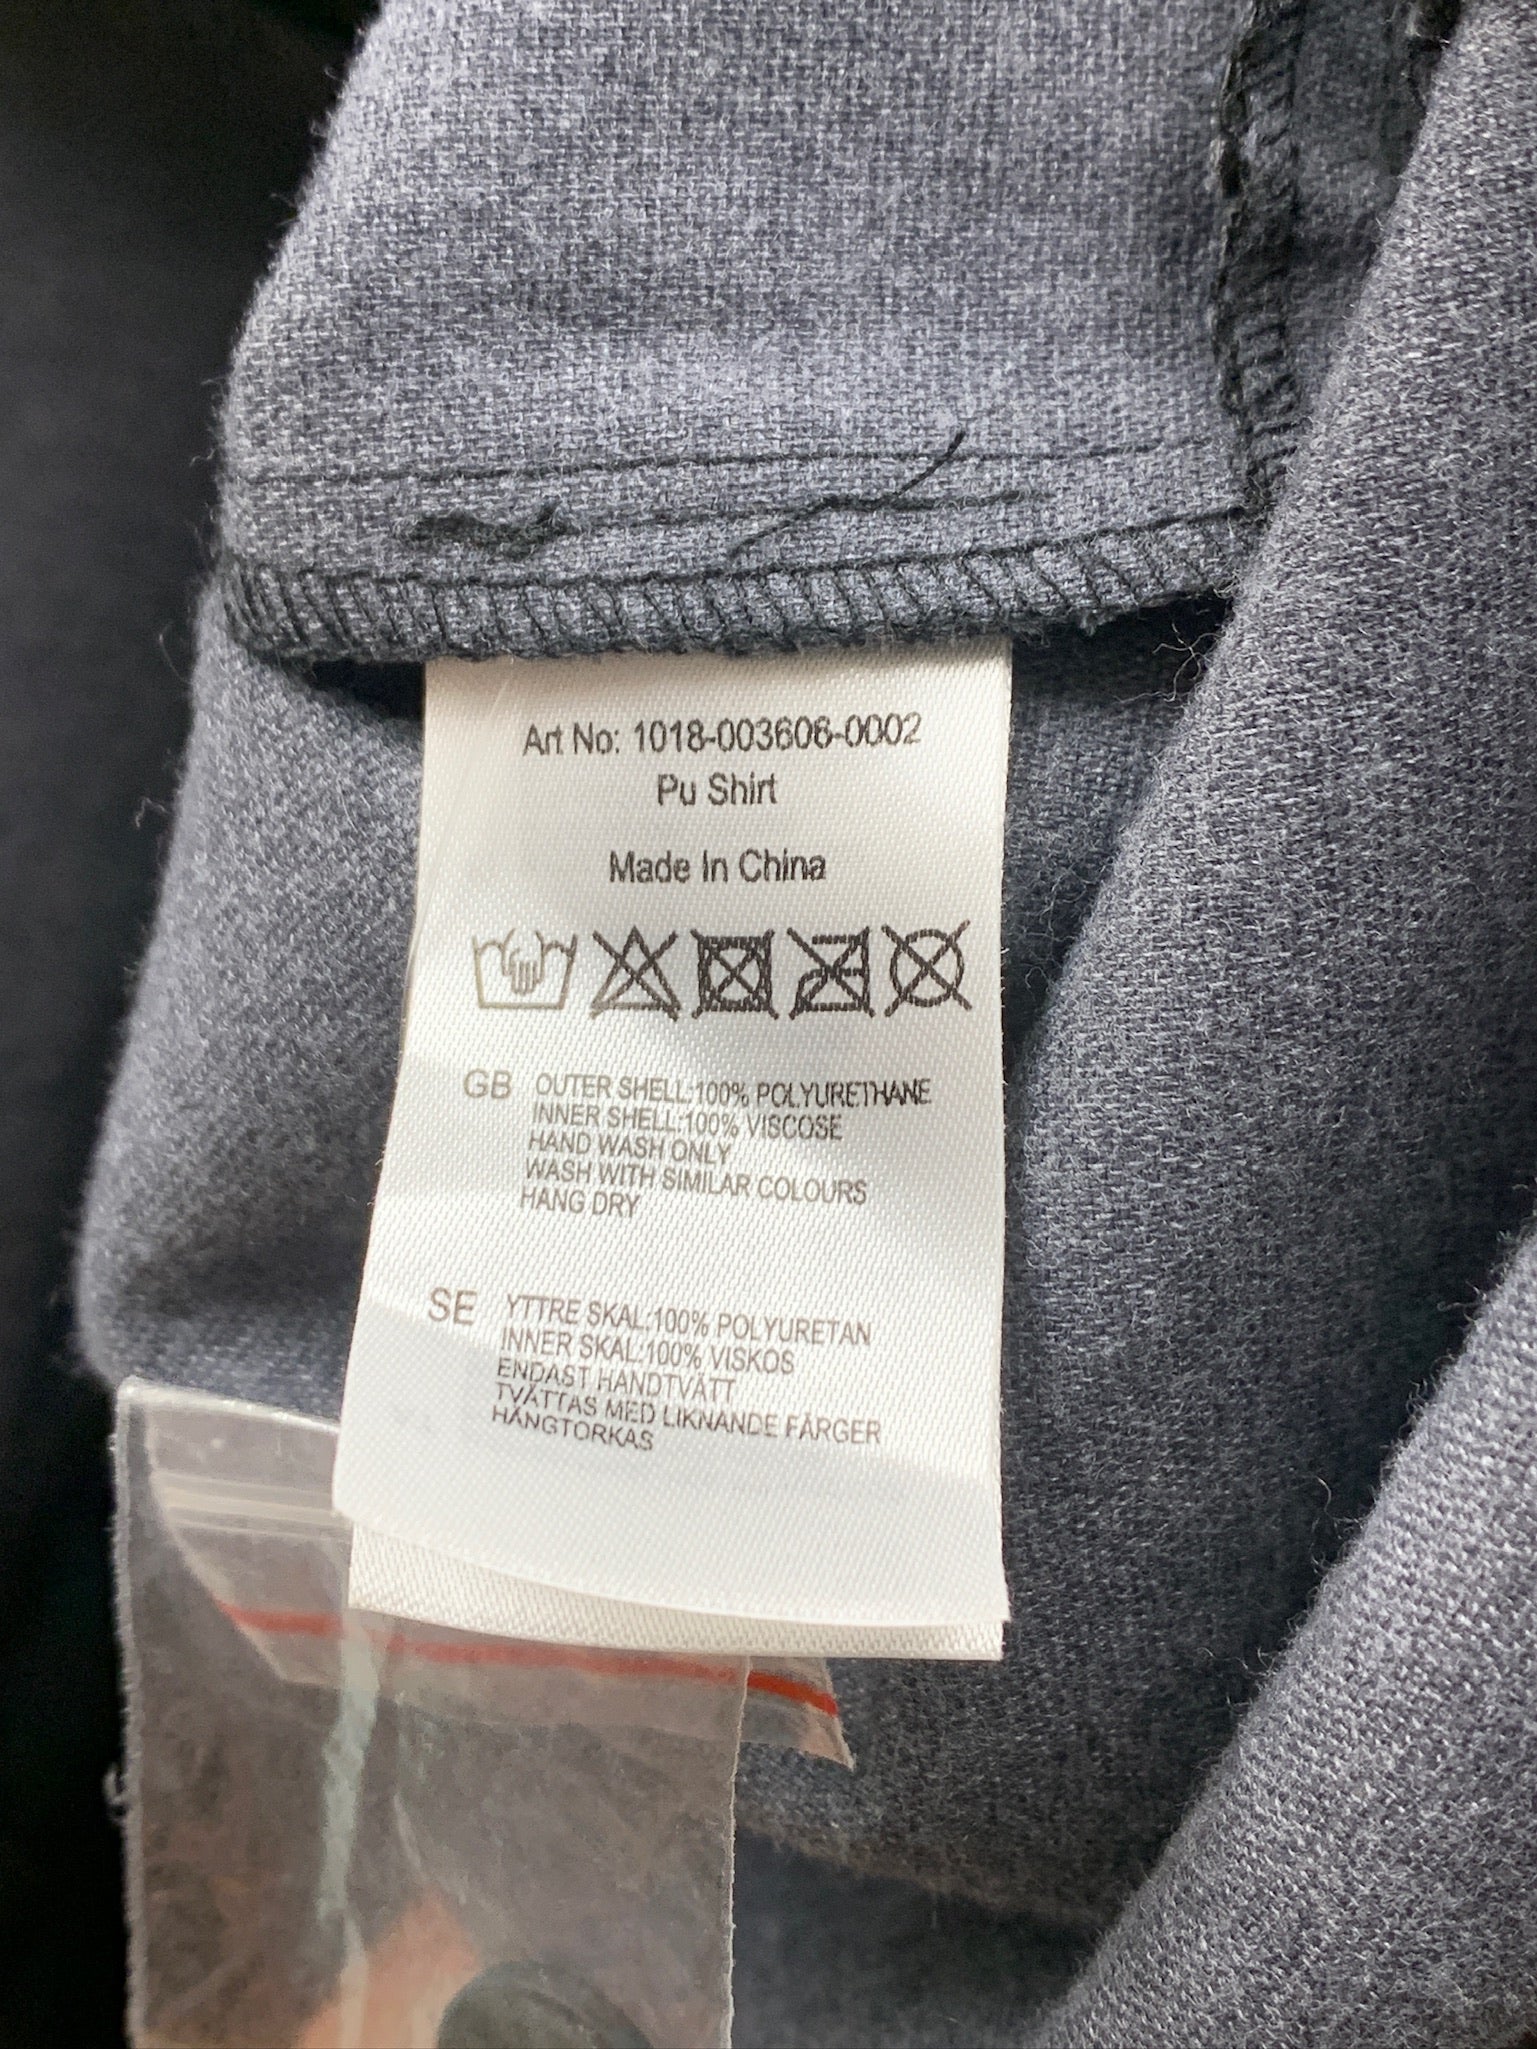 Art No: 1018-003606-0002
Pu Shirt
Made In China
GB OUTER SHELL:100% POLYURETHANE
INNER SHELL:100% VISCOSE
HAND WASH ONLY
WASH WITH SIMILAR COLOURS
HANG DRY
SE YTTRE SKAL:100% POLYURETAN
INNER SKAL:100% VISKOS
ENDAST HANDTVÄTT
TVÄTTAS MED LIKNANDE FÄRGER
HÄNGTORKAS